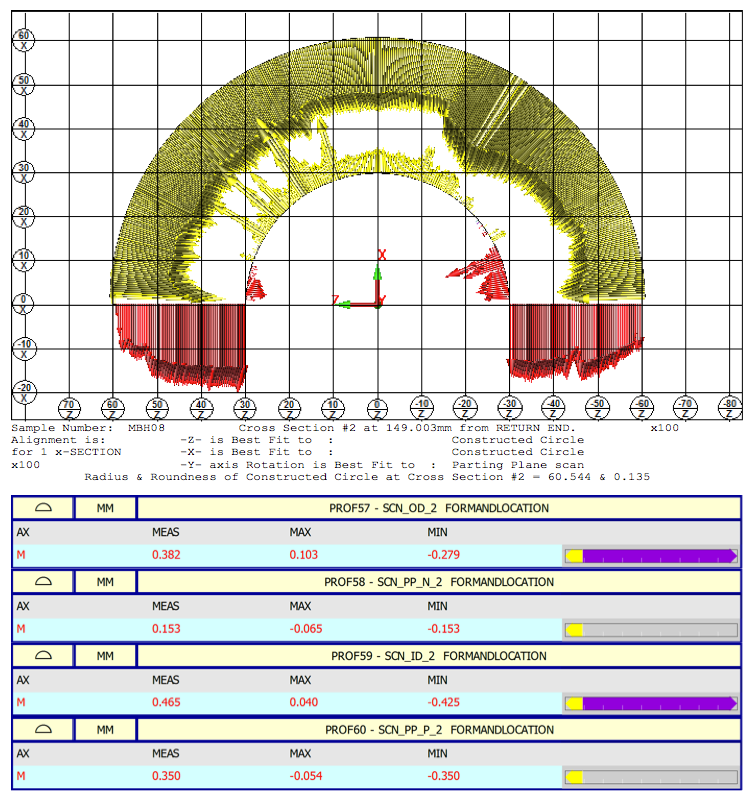 60
X
50
X
40
X
30
X
20
X
10
X
0
X
-10
X
-20
X
X
Z
Y
70 60 50 40 30 20 10 0 -10 -20 -30 -40 -50 -60 -70 -80
Z Z Z Z Z Z Z Z Z Z Z Z Z Z Z Z
Sample Number: MBH08 Cross Section #2 at 149.003mm from RETURN END. x100
Alignment is: -Z- is Best Fit to : Constructed Circle
for 1 x-SECTION -X- is Best Fit to : Constructed Circle
x100 -Y- axis Rotation is Best Fit to : Parting Plane scan
Radius & Roundness of Constructed Circle at Cross Section #2 = 60.544 & 0.135
MM PROF57 - SCN_OD_2 FORMANDLOCATION
AX MEAS MAX MIN
M 0.382 0.103 -0.279
MM PROF58 - SCN_PP_N_2 FORMANDLOCATION
AX MEAS MAX MIN
M 0.153 -0.065 -0.153
MM PROF59 - SCN_ID_2 FORMANDLOCATION
AX MEAS MAX MIN
M 0.465 0.040 -0.425
MM PROF60 - SCN_PP_P_2 FORMANDLOCATION
AX MEAS MAX MIN
M 0.350 -0.054 -0.350